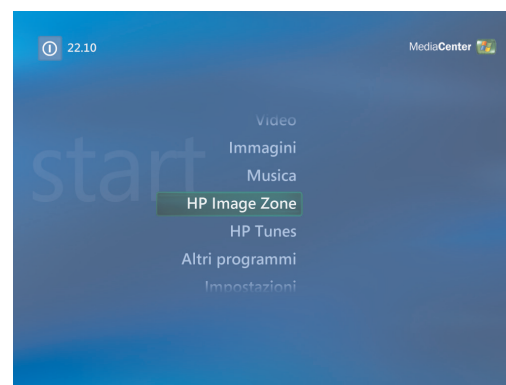 22.10
MediaCenter
start
Video
Immagini
Musica
HP Image Zone
HP Tunes
Altri programmi
Impostazioni